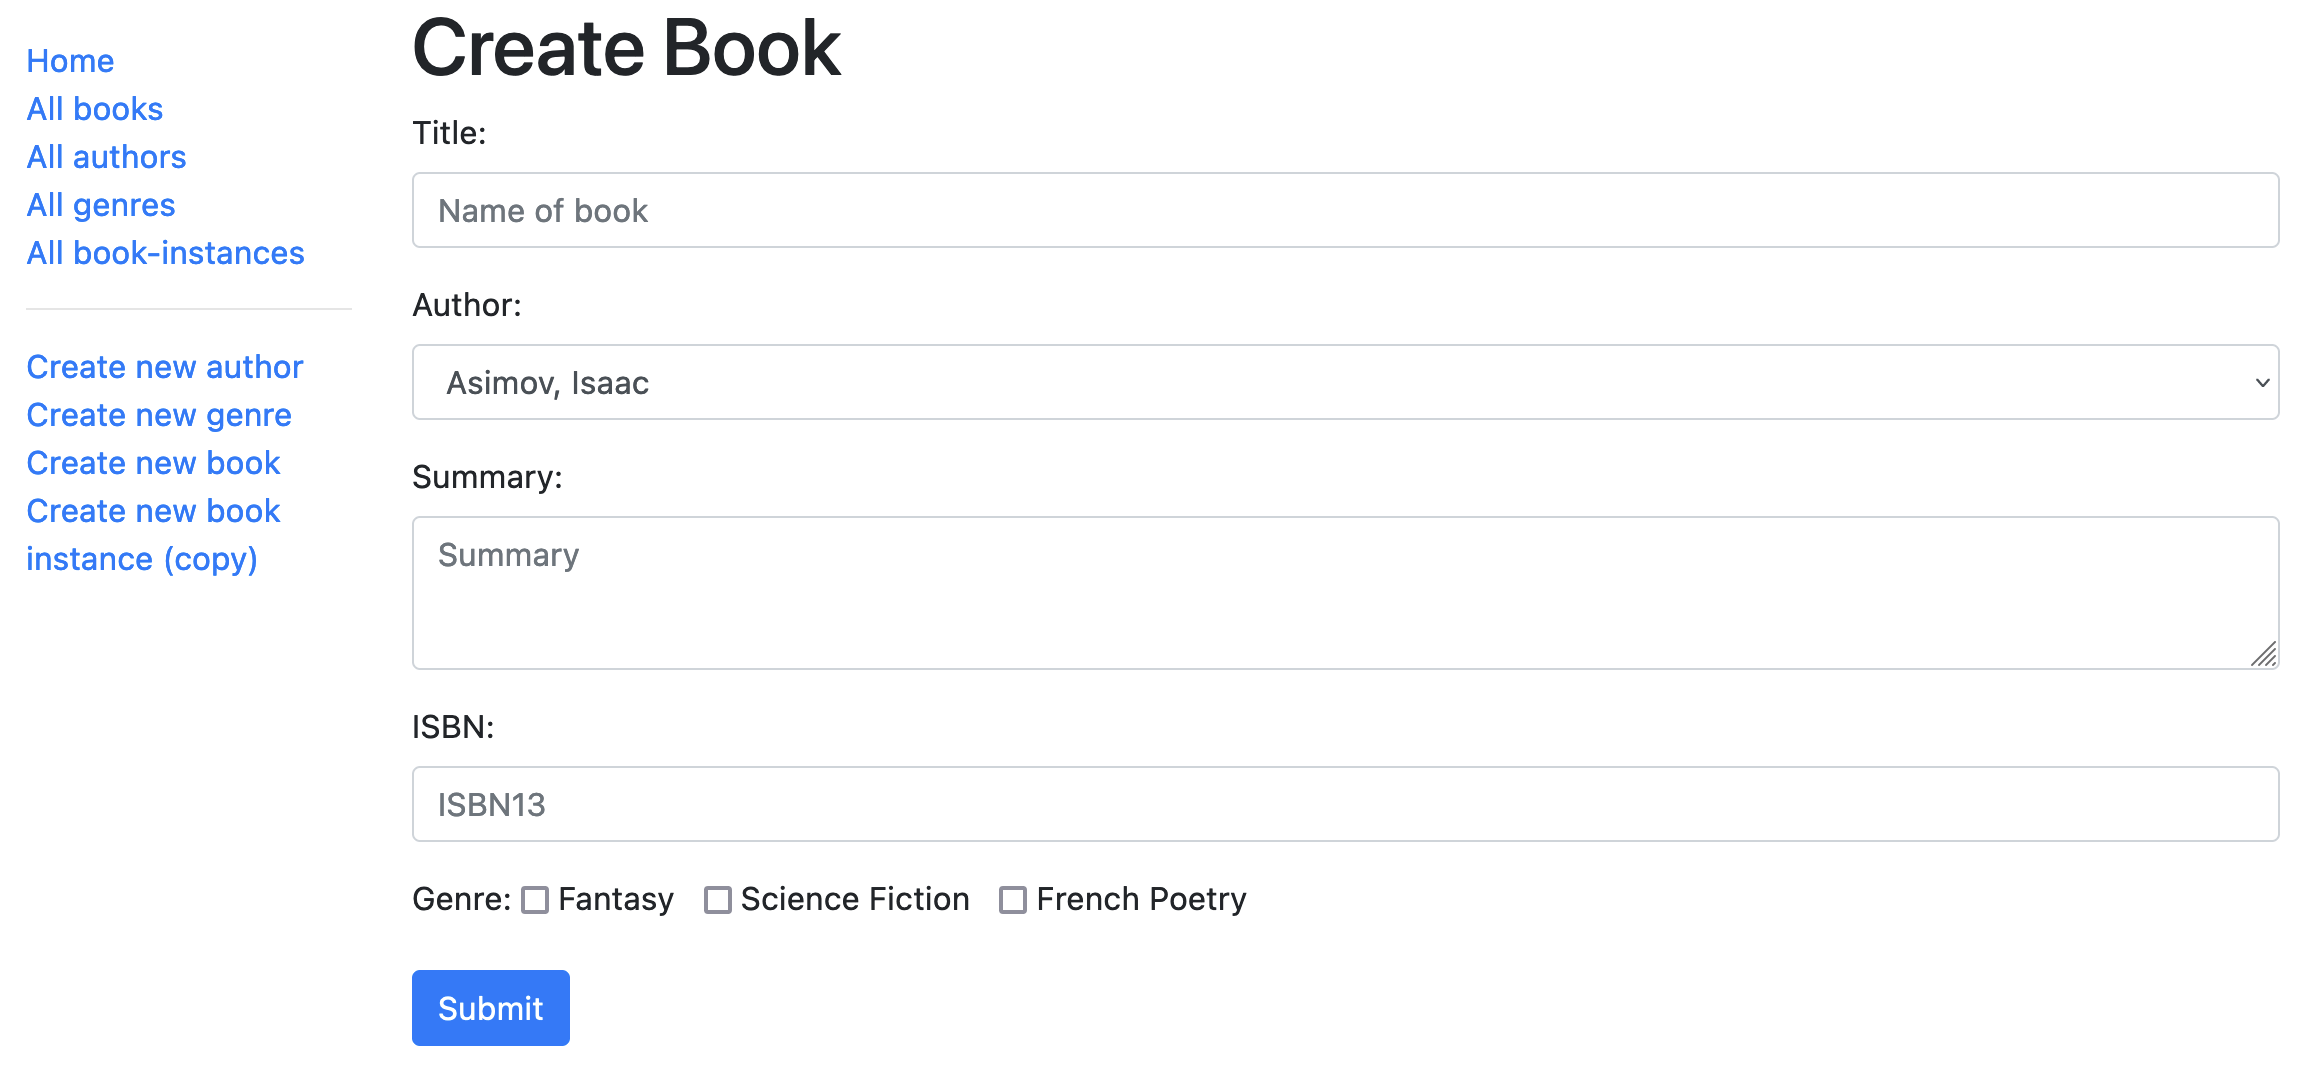 Home
All books
All authors
All genres
All book-instances
Create new author
Create new genre
Create new book
Create new book
instance (copy)
Create Book
Title:
Name of book
Author:
Asimov, Isaac
Summary:
Summary
ISBN:
ISBN13
Genre: Fantasy Science Fiction French Poetry
Submit